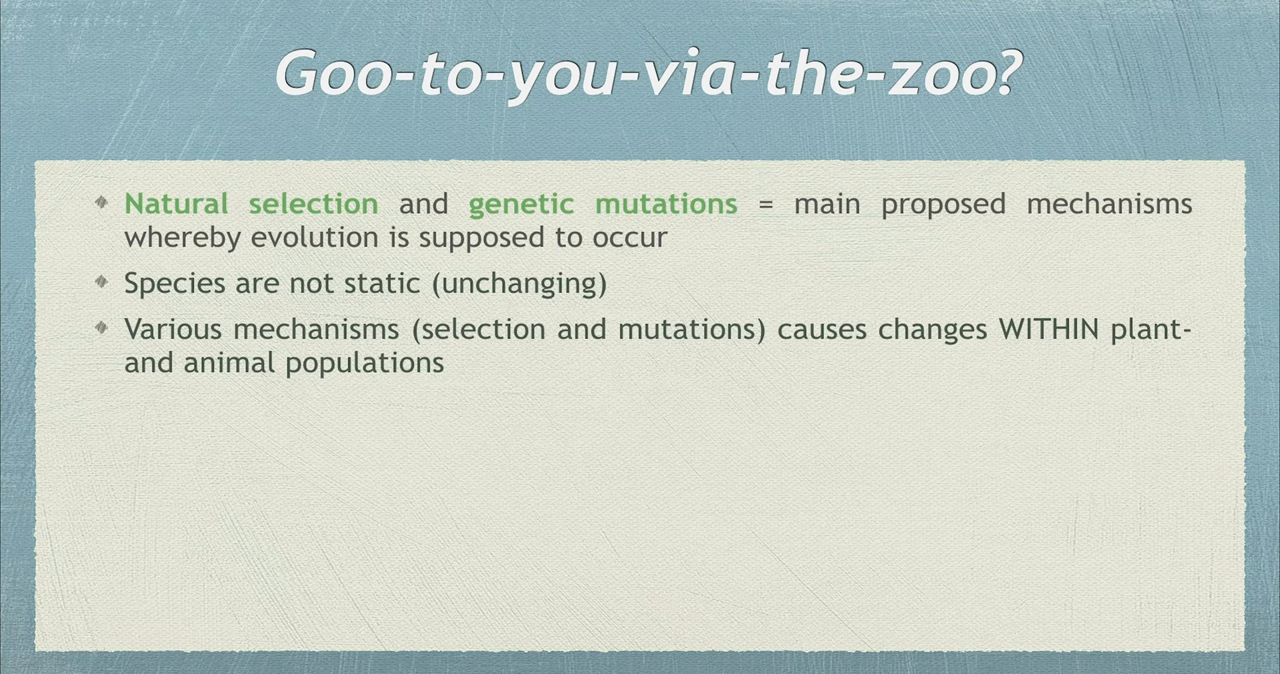 Goo-to-you-via-the-zoo?
Natural selection and genetic mutations = main proposed mechanisms
whereby evolution is supposed to occur
Species are not static (unchanging)
Various mechanisms (selection and mutations) causes changes WITHIN plant-
and animal populations